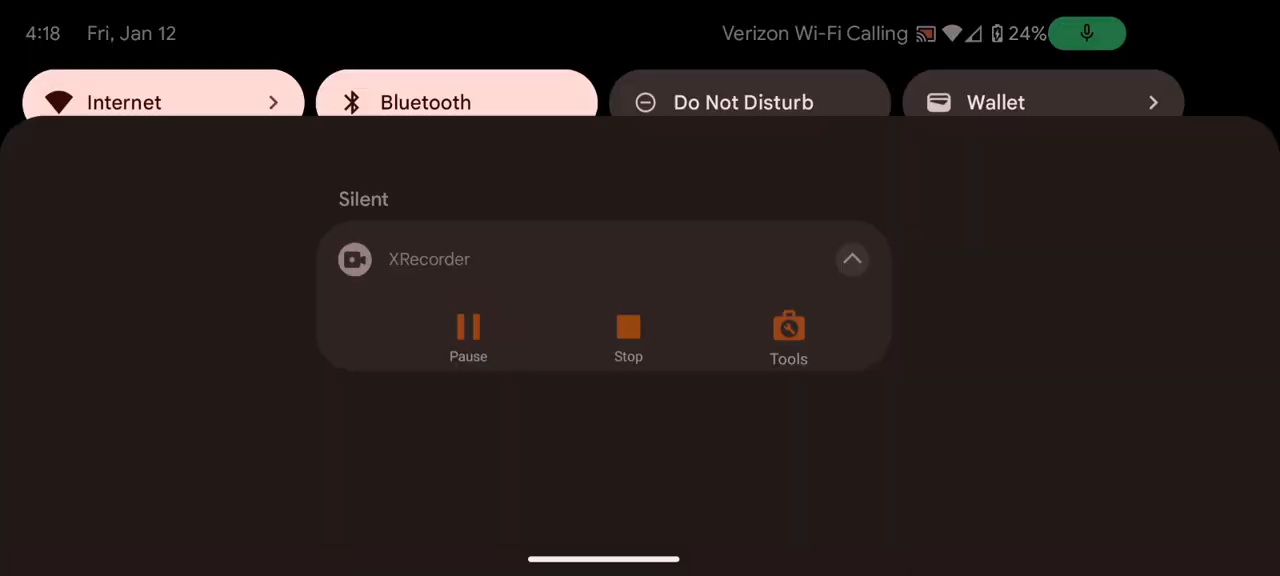 4:18 Fri, Jan 12 Verizon Wi-Fi Calling 24%
Internet Bluetooth Do Not Disturb Wallet
Silent
XRecorder
Pause Stop Tools